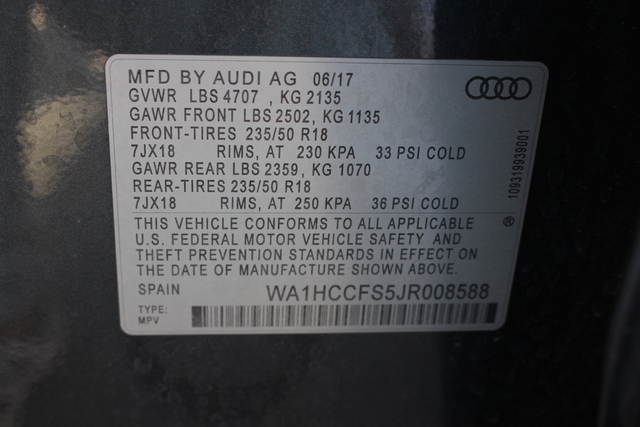 MFD BY AUDI AG 06/17
GVWR LBS 4707 , KG 2135
GAWR FRONT LBS 2502, KG 1135
FRONT-TIRES 235/50 R18
7JX18 RIMS, AT 230 KPA 33 PSI COLD
GAWR REAR LBS 2359, KG 1070
REAR-TIRES 235/50 R18
7JX18 RIMS, AT 250 KPA 36 PSI COLD
109319939001
THIS VEHICLE CONFORMS TO ALL APPLICABLE ®
U.S. FEDERAL MOTOR VEHICLE SAFETY AND
THEFT PREVENTION STANDARDS IN EFFECT ON
THE DATE OF MANUFACTURE SHOWN ABOVE.
SPAIN WA1HCCFS5JR008588
TYPE:
MPV